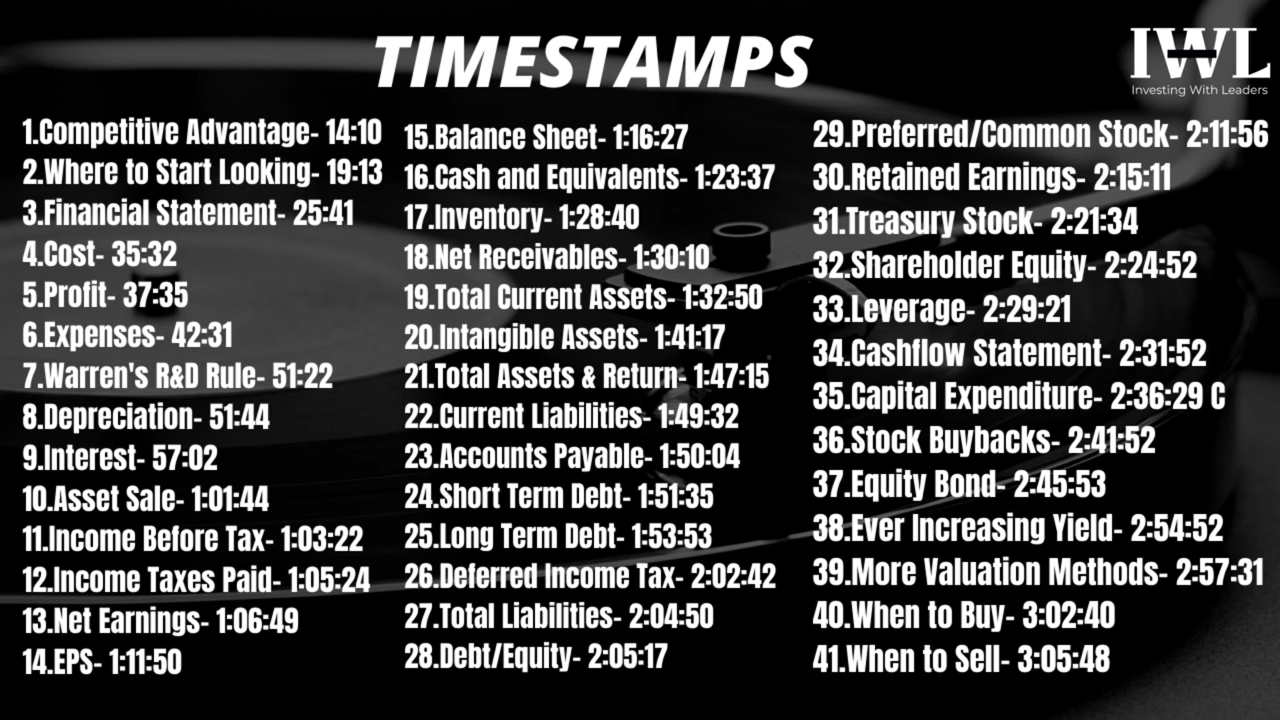 TIMESTAMPS
IWL
Investing With Leaders
1.Competitive Advantage- 14:10
2.Where to Start Looking- 19:13
3.Financial Statement- 25:41
4.Cost- 35:32
5.Profit- 37:35
6.Expenses- 42:31
7.Warren's R&D Rule- 51:22
8.Depreciation- 51:44
9.Interest- 57:02
10.Asset Sale- 1:01:44
11.Income Before Tax- 1:03:22
12.Income Taxes Paid- 1:05:24
13.Net Earnings- 1:06:49
14.EPS- 1:11:50
15.Balance Sheet- 1:16:27
16.Cash and Equivalents- 1:23:37
17.Inventory- 1:28:40
18.Net Receivables- 1:30:10
19.Total Current Assets- 1:32:50
20.Intangible Assets- 1:41:17
21.Total Assets & Return- 1:47:15
22.Current Liabilities- 1:49:32
23.Accounts Payable- 1:50:04
24.Short Term Debt- 1:51:35
25.Long Term Debt- 1:53:53
26.Deferred Income Tax- 2:02:42
27.Total Liabilities- 2:04:50
28.Debt/Equity- 2:05:17
29.Preferred/Common Stock- 2:11:56
30.Retained Earnings- 2:15:11
31.Treasury Stock- 2:21:34
32.Shareholder Equity- 2:24:52
33.Leverage- 2:29:21
34.Cashflow Statement- 2:31:52
35.Capital Expenditure- 2:36:29 C
36.Stock Buybacks- 2:41:52
37.Equity Bond- 2:45:53
38.Ever Increasing Yield- 2:54:52
39.More Valuation Methods- 2:57:31
40.When to Buy- 3:02:40
41.When to Sell- 3:05:48